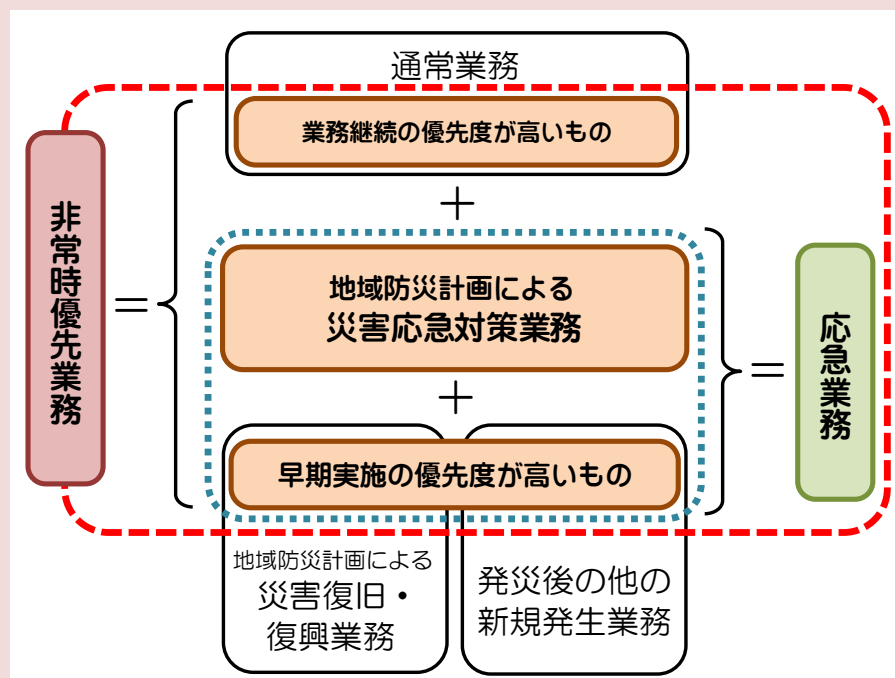 通常業務
業務継続の優先度が高いもの
+
非常時優先業務
=
地域防災計画による
災害応急対策業務
=
応急業務
+
早期実施の優先度が高いもの
地域防災計画による
災害復旧・
復興業務
発災後の他の
新規発生業務